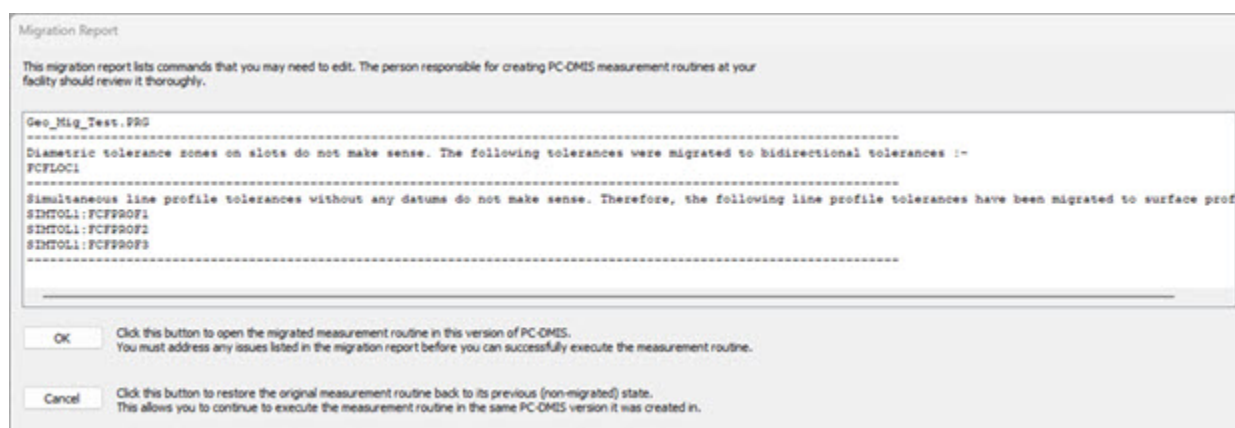 Migration Report
This migration report lists commands that you may need to edit. The person responsible for creating PC-DMIS measurement routines at your
facility should review it thoroughly.
Geo_Mig_Test.PRG
--------------------------------------------------------------------------------------------------------------
Diametric tolerance zones on slots do not make sense. The following tolerances were migrated to bidirectional tolerances :-
FCFLOC1
--------------------------------------------------------------------------------------------------------------
Simultaneous line profile tolerances without any datums do not make sense. Therefore, the following line profile tolerances have been migrated to surface prof
SIMTOL1:FCFPROF1
SIMTOL1:FCFPROF2
SIMTOL1:FCFPROF3
--------------------------------------------------------------------------------------------------------------
OK
Click this button to open the migrated measurement routine in this version of PC-DMIS.
You must address any issues listed in the migration report before you can successfully execute the measurement routine.
Cancel
Click this button to restore the original measurement routine back to its previous (non-migrated) state.
This allows you to continue to execute the measurement routine in the same PC-DMIS version it was created in.